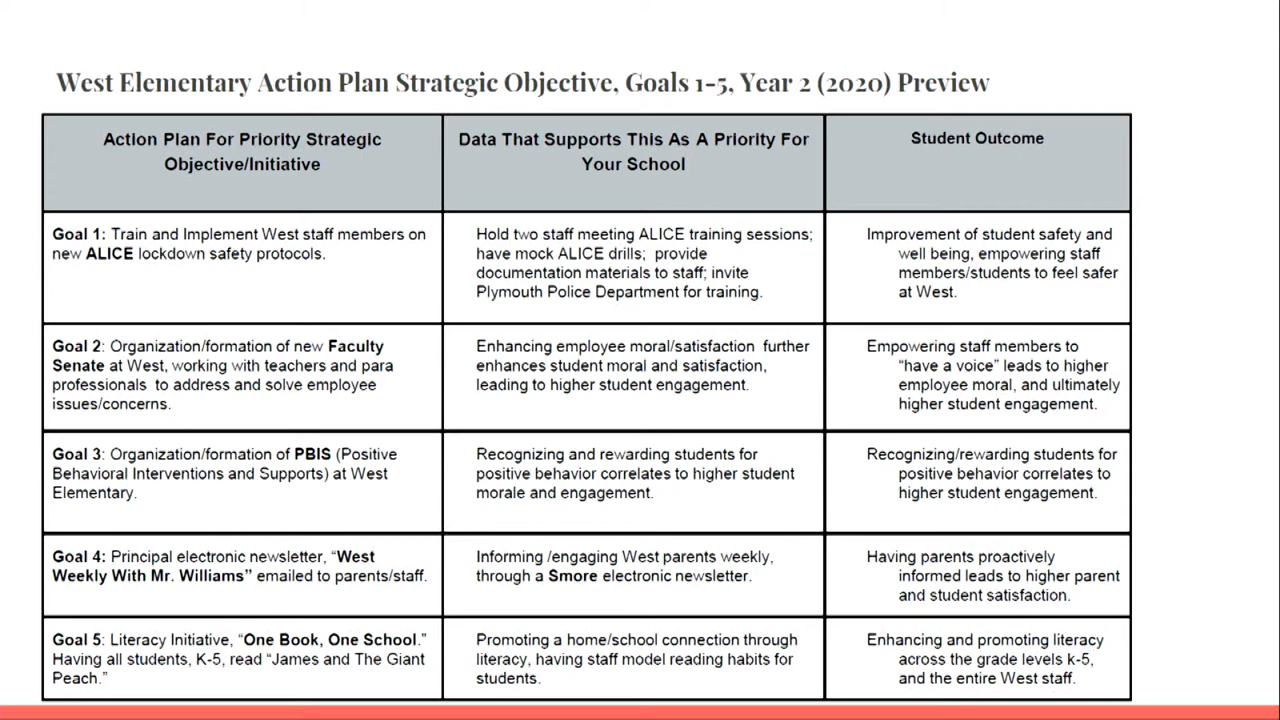 West Elementary Action Plan Strategic Objective, Goals 1-5, Year 2 (2020) Preview
Action Plan For Priority Strategic
Objective/Initiative
Data That Supports This As A Priority For
Your School
Student Outcome
Goal 1: Train and Implement West staff members on
new ALICE lockdown safety protocols.
Hold two staff meeting ALICE training sessions;
have mock ALICE drills; provide
documentation materials to staff; invite
Plymouth Police Department for training.
Improvement of student safety and
well being, empowering staff
members/students to feel safer
at West.
Goal 2: Organization/formation of new Faculty
Senate at West, working with teachers and para
professionals to address and solve employee
issues/concerns.
Enhancing employee moral/satisfaction further
enhances student moral and satisfaction,
leading to higher student engagement.
Empowering staff members to
“have a voice” leads to higher
employee moral, and ultimately
higher student engagement.
Goal 3: Organization/formation of PBIS (Positive
Behavioral Interventions and Supports) at West
Elementary.
Recognizing and rewarding students for
positive behavior correlates to higher student
morale and engagement.
Recognizing/rewarding students for
positive behavior correlates to
higher student engagement.
Goal 4: Principal electronic newsletter, “West
Weekly With Mr. Williams” emailed to parents/staff.
Informing /engaging West parents weekly,
through a Smore electronic newsletter.
Having parents proactively
informed leads to higher parent
and student satisfaction.
Goal 5: Literacy Initiative, “One Book, One School.”
Having all students, K-5, read “James and The Giant
Peach.”
Promoting a home/school connection through
literacy, having staff model reading habits for
students.
Enhancing and promoting literacy
across the grade levels k-5,
and the entire West staff.